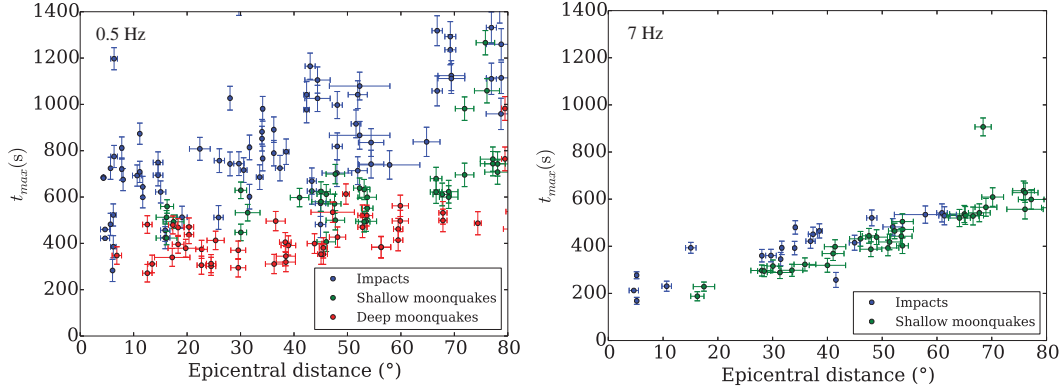 0.5 Hz
1400
1200
1000
800
600
400
200
0
t_max(s)
0 10 20 30 40 50 60 70 80
Epicentral distance (°)
Impacts
Shallow moonquakes
Deep moonquakes
7 Hz
1400
1200
1000
800
600
400
200
0
t_max(s)
0 10 20 30 40 50 60 70 80
Epicentral distance (°)
Impacts
Shallow moonquakes